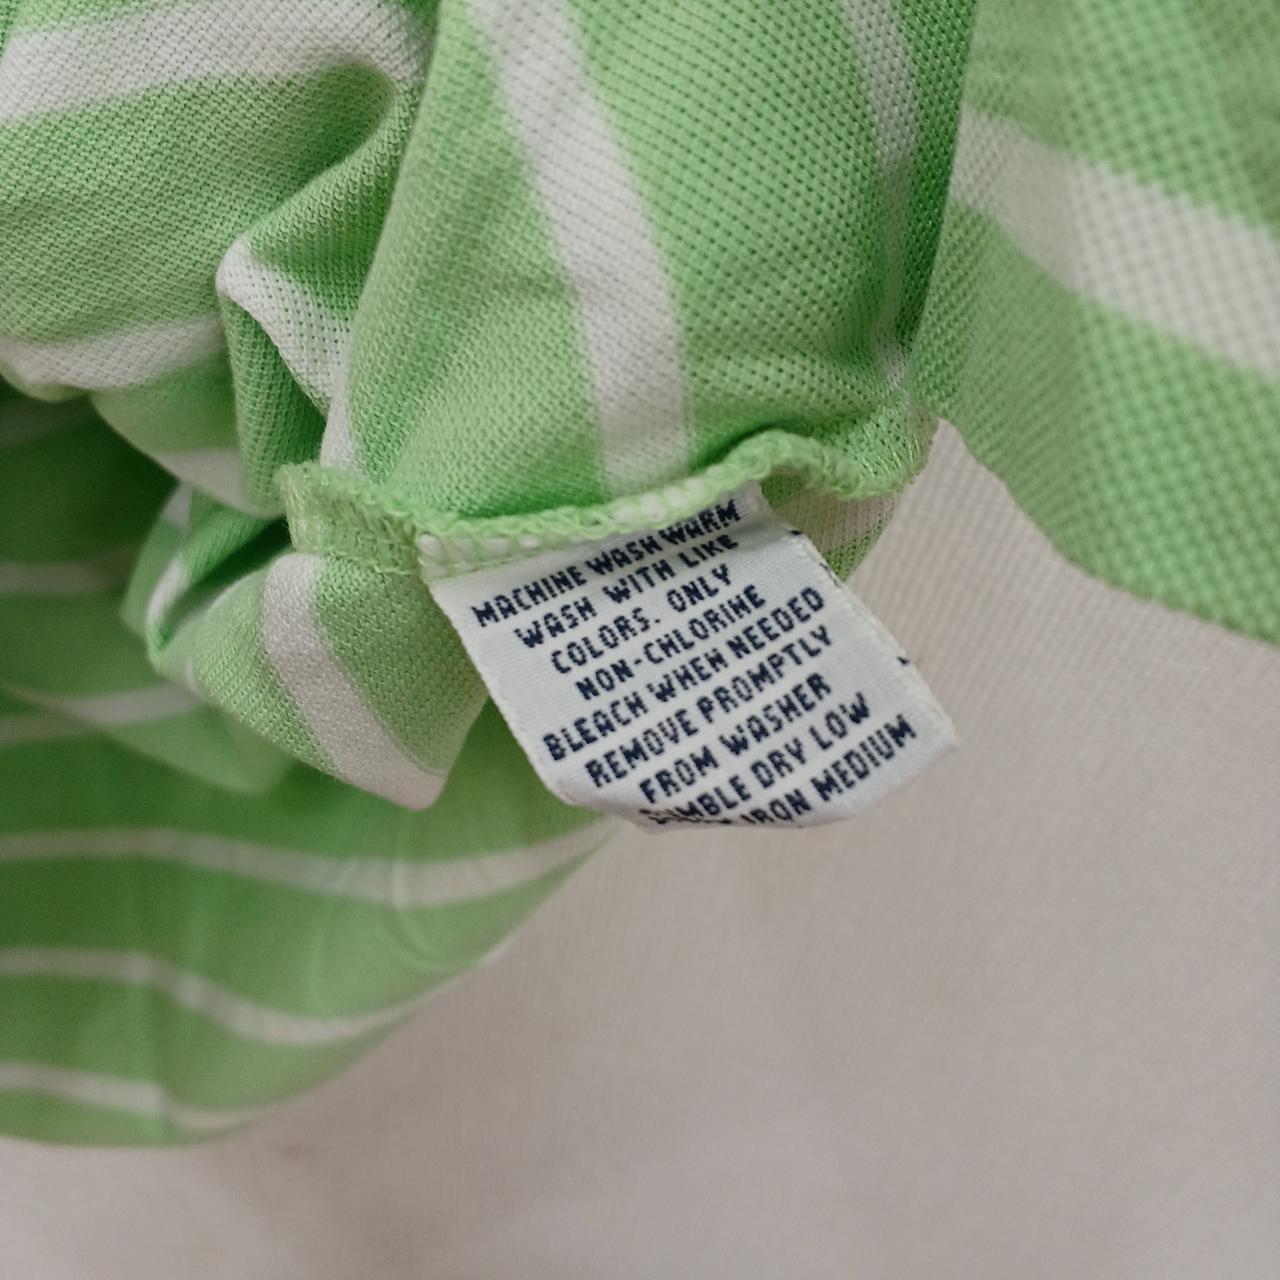 MACHINE WASH WARM
WASH WITH LIKE
COLORS. ONLY
NON-CHLORINE
BLEACH WHEN NEEDED
REMOVE PROMPTLY
FROM WASHER
TUMBLE DRY LOW
IRON MEDIUM